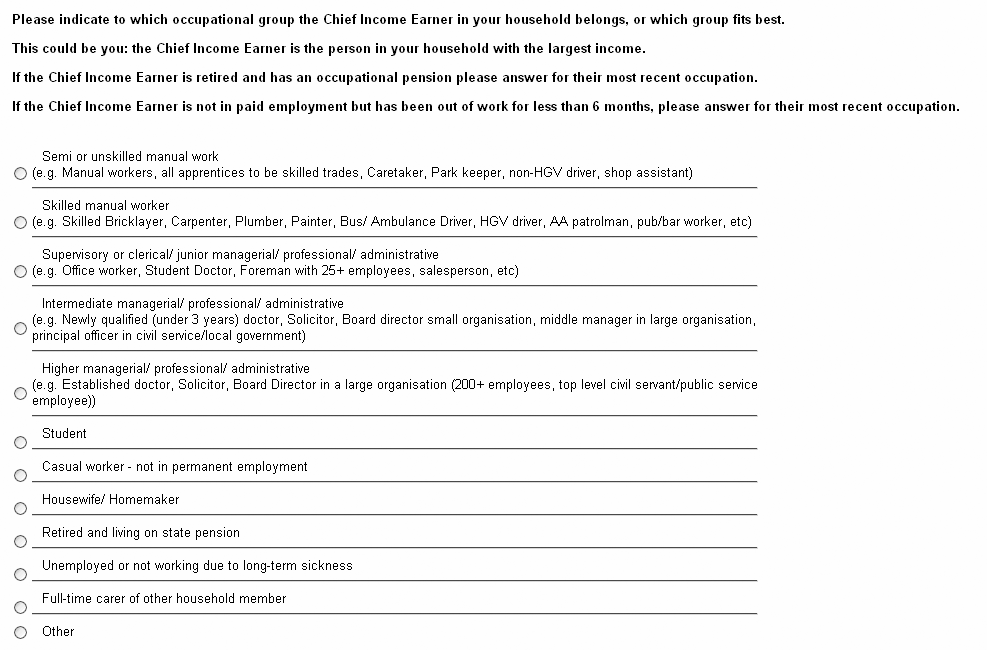 Please indicate to which occupational group the Chief Income Earner in your household belongs, or which group fits best.
This could be you: the Chief Income Earner is the person in your household with the largest income.
If the Chief Income Earner is retired and has an occupational pension please answer for their most recent occupation.
If the Chief Income Earner is not in paid employment but has been out of work for less than 6 months, please answer for their most recent occupation.
Semi or unskilled manual work
(e.g. Manual workers, all apprentices to be skilled trades, Caretaker, Park keeper, non-HGV driver, shop assistant)
Skilled manual worker
(e.g. Skilled Bricklayer, Carpenter, Plumber, Painter, Bus/ Ambulance Driver, HGV driver, AA patrolman, pub/bar worker, etc)
Supervisory or clerical/ junior managerial/ professional/ administrative
(e.g. Office worker, Student Doctor, Foreman with 25+ employees, salesperson, etc)
Intermediate managerial/ professional/ administrative
(e.g. Newly qualified (under 3 years) doctor, Solicitor, Board director small organisation, middle manager in large organisation,
principal officer in civil service/local government)
Higher managerial/ professional/ administrative
(e.g. Established doctor, Solicitor, Board Director in a large organisation (200+ employees, top level civil servant/public service
employee))
Student
Casual worker - not in permanent employment
Housewife/ Homemaker
Retired and living on state pension
Unemployed or not working due to long-term sickness
Full-time carer of other household member
Other